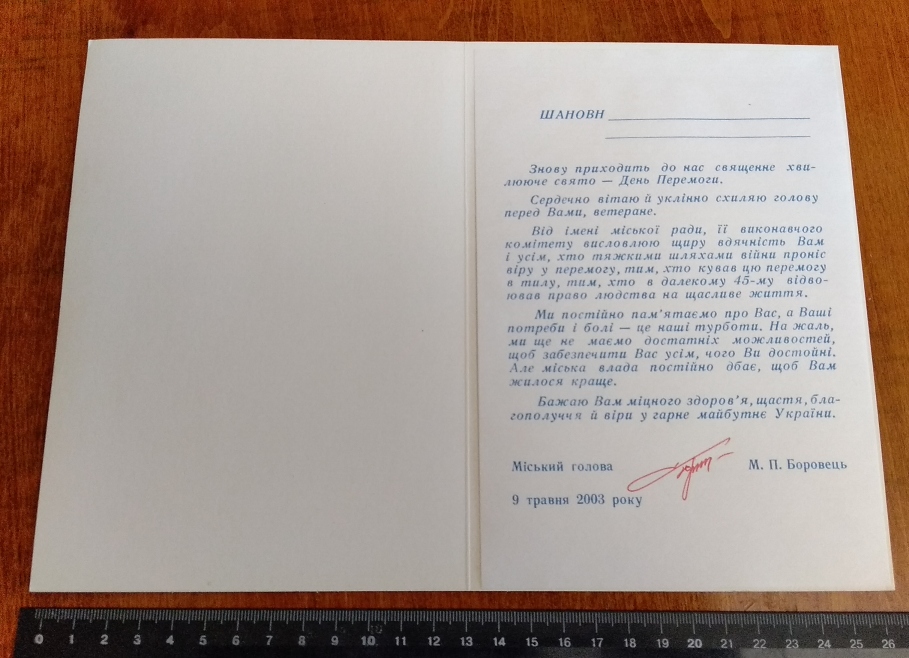 ШАНОВН
Знову приходить до нас священне хви-
лююче свято — День Перемоги.
Сердечно вітаю й уклінно схиляю голову
перед Вами, ветеране.
Від імені міської ради, її виконавчого
комітету висловлюю щиру вдячність Вам
і усім, хто тяжкими шляхами війни проніс
віру у перемогу, тим, хто кував цю перемогу
в тилу, тим, хто в далекому 45-му відво-
ював право людства на щасливе життя.
Ми постійно пам'ятаємо про Вас, а Ваші
потреби і болі — це наші турботи. На жаль,
ми ще не маємо достатніх можливостей,
щоб забезпечити Вас усім, чого Ви достойні.
Але міська влада постійно дбає, щоб Вам
жилося краще.
Бажаю Вам міцного здоров'я, щастя, бла-
гополуччя й віри у гарне майбутнє України.
Міський голова М. П. Боровець
9 травня 2003 року
0 1 2 3 4 5 6 7 8 9 10 11 12 13 14 15 16 17 18 19 20 21 22 23 24 25 26